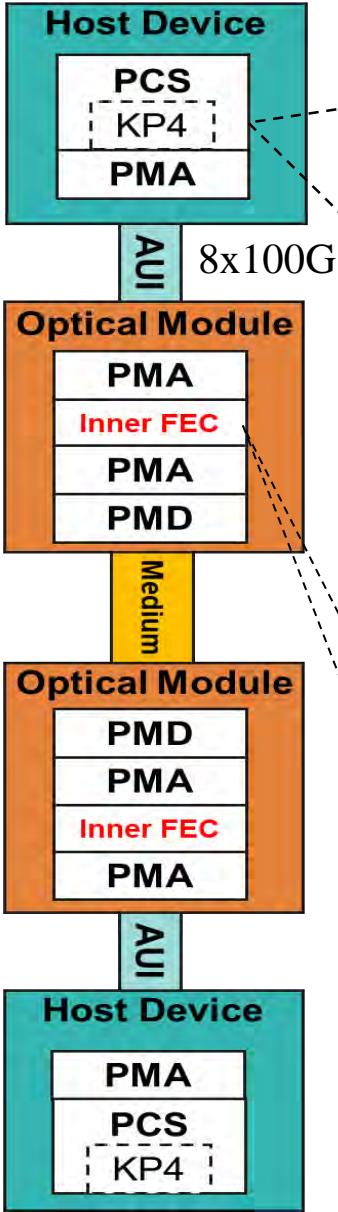 Host Device
PCS
KP4
PMA
AUI
8x100G
Optical Module
PMA
Inner FEC
PMA
PMD
Medium
Optical Module
PMD
PMA
Inner FEC
PMA
AUI
Host Device
PMA
PCS
KP4